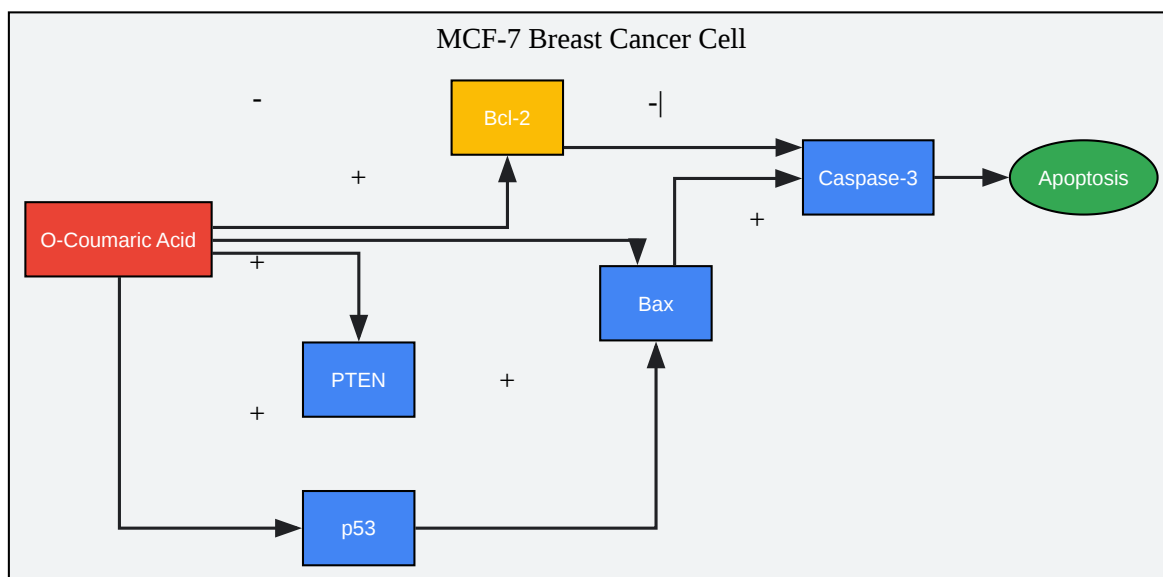 MCF-7 Breast Cancer Cell
-
+
Bcl-2
-|
Caspase-3
Apoptosis
O-Coumaric Acid
+
+
Bax
PTEN
+
+
p53